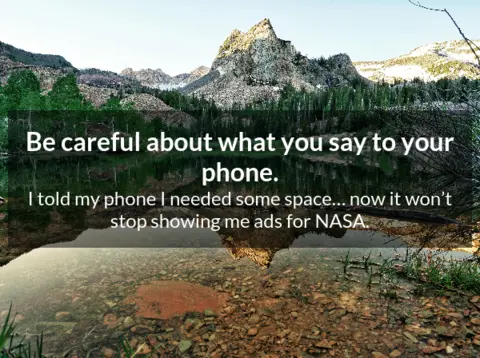 Be careful about what you say to your
phone.
I told my phone I needed some space... now it won't
stop showing me ads for NASA.